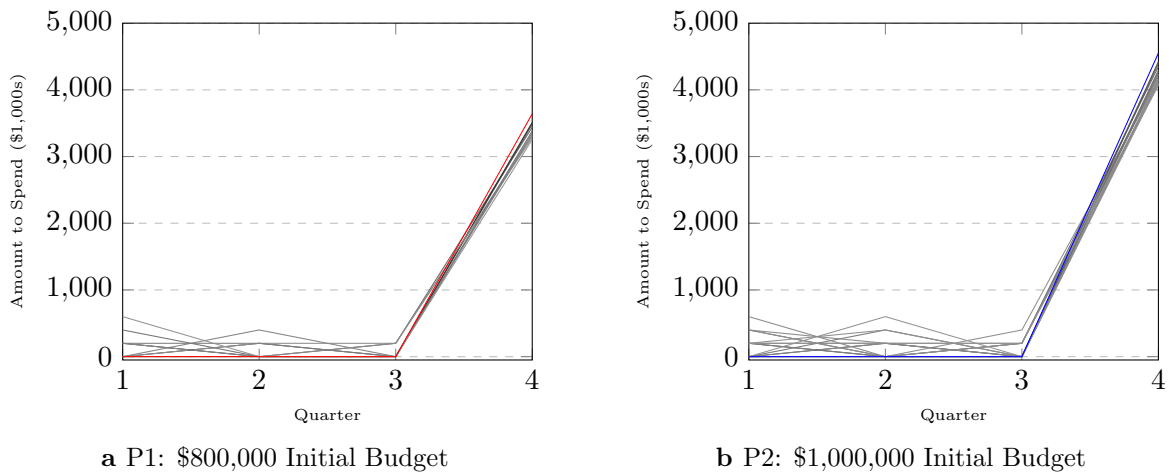 5,000
4,000
3,000
2,000
1,000
0
1 2 3 4
Amount to Spend ($1,000s)
Quarter
a P1: $800,000 Initial Budget
5,000
4,000
3,000
2,000
1,000
0
1 2 3 4
Amount to Spend ($1,000s)
Quarter
b P2: $1,000,000 Initial Budget